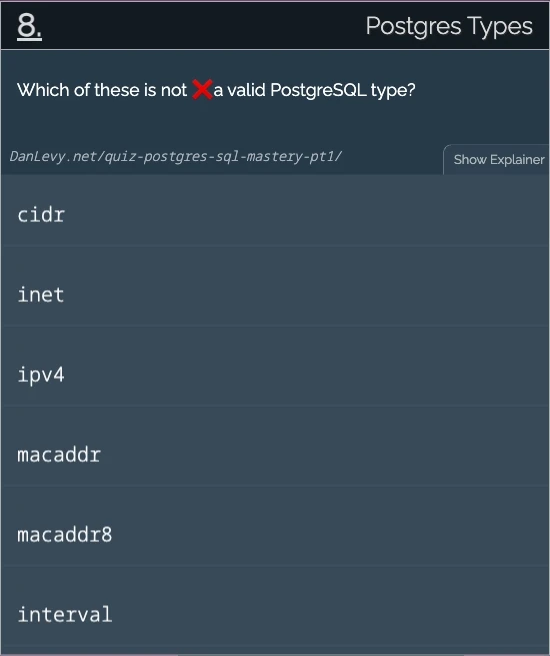 8. Postgres Types
Which of these is not ❌a valid PostgreSQL type?
DanLevy.net/quiz-postgres-sql-mastery-pt1/ Show Explainer
cidr
inet
ipv4
macaddr
macaddr8
interval